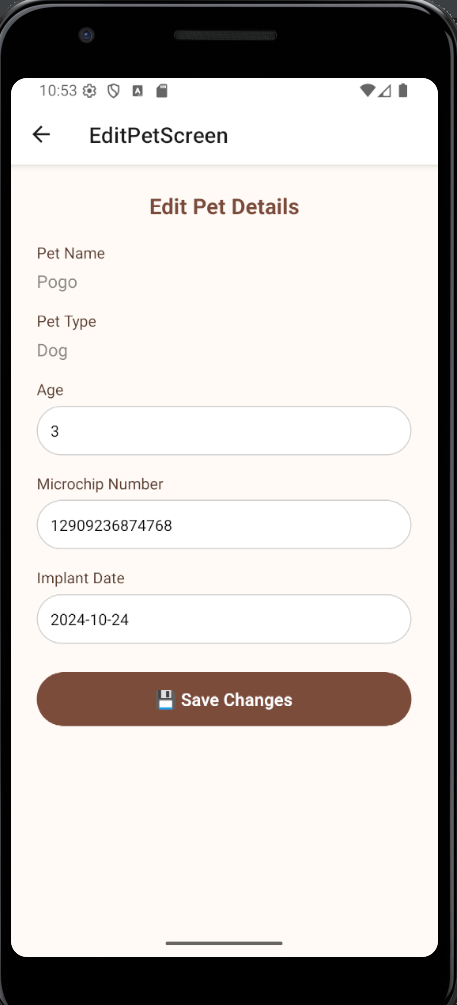 10:53
EditPetScreen
Edit Pet Details
Pet Name
Pogo
Pet Type
Dog
Age
3
Microchip Number
12909236874768
Implant Date
2024-10-24
💾 Save Changes